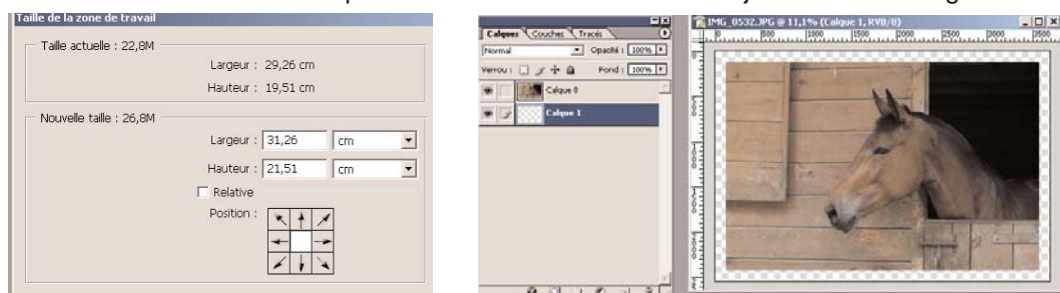 Taille de la zone de travail
Taille actuelle : 22,8M
Largeur : 29,26 cm
Hauteur : 19,51 cm
Nouvelle taille : 26,8M
Largeur : 31,26 cm
Hauteur : 21,51 cm
Relative
Position :
Calques Couches Tracés
Normal Opacité : 100%
Verrou : Fond : 100%
Calque 0
Calque 1
IMG_0532.JPG @ 11,1% (Calque 1, RVB/8)
0 500 1000 1500 2000 2500 3000 3500